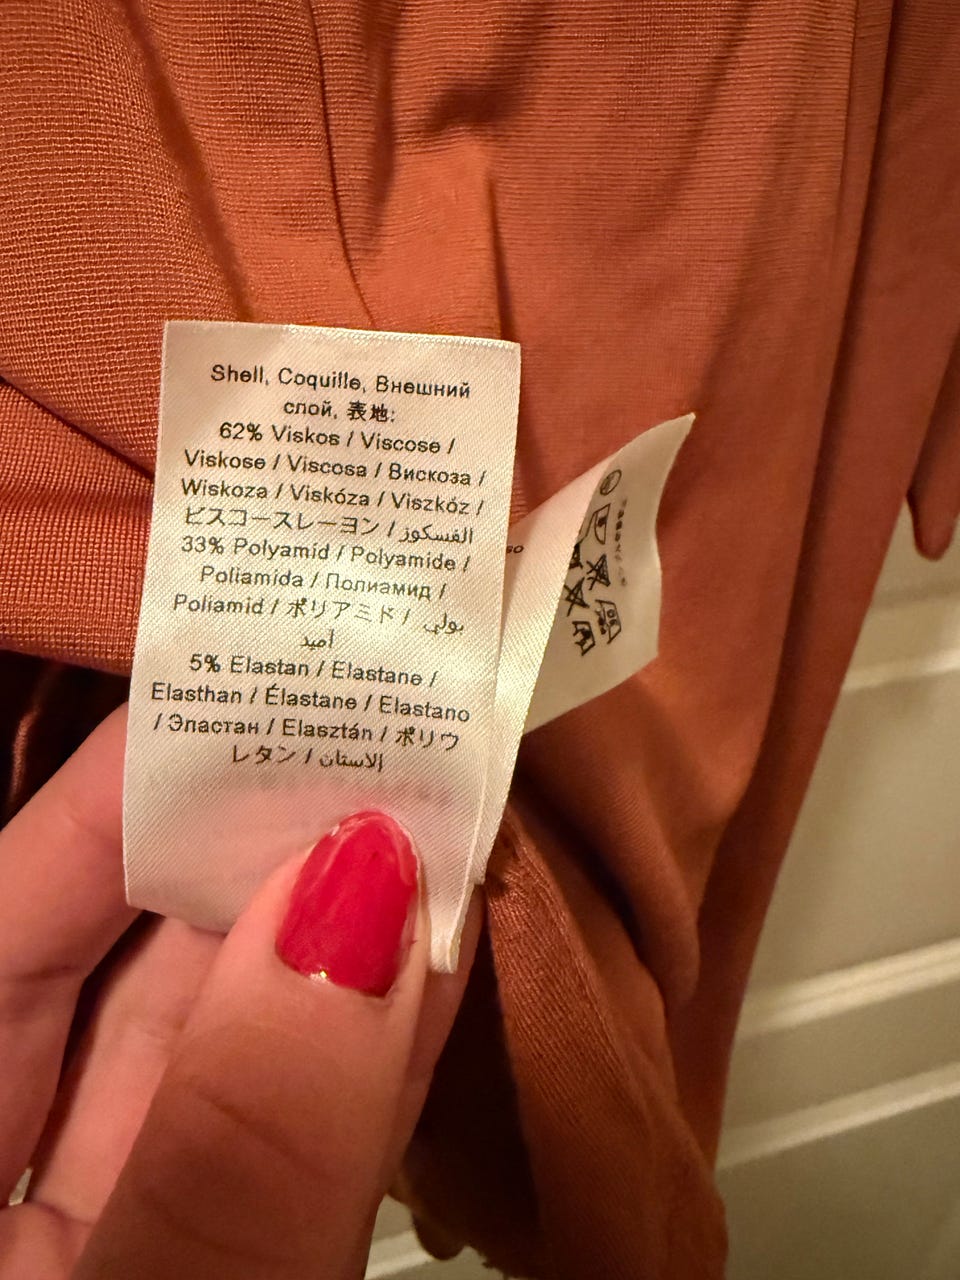 Shell, Coquille, Внешний
слой, 表地:
62% Viskos / Viscose /
Viskose / Viscosa / Вискоза /
Wiskoza / Viskóza / Viszkóz /
ビスコースレーヨン / الفسكوز
33% Polyamid / Polyamide /
Poliamida / Полиамид /
Poliamid / ポリアミド / بولي
أميد
5% Elastan / Elastane /
Elasthan / Élastane / Elastano
/ Эластан / Elasztán / ポリウ
レタン / الاستان